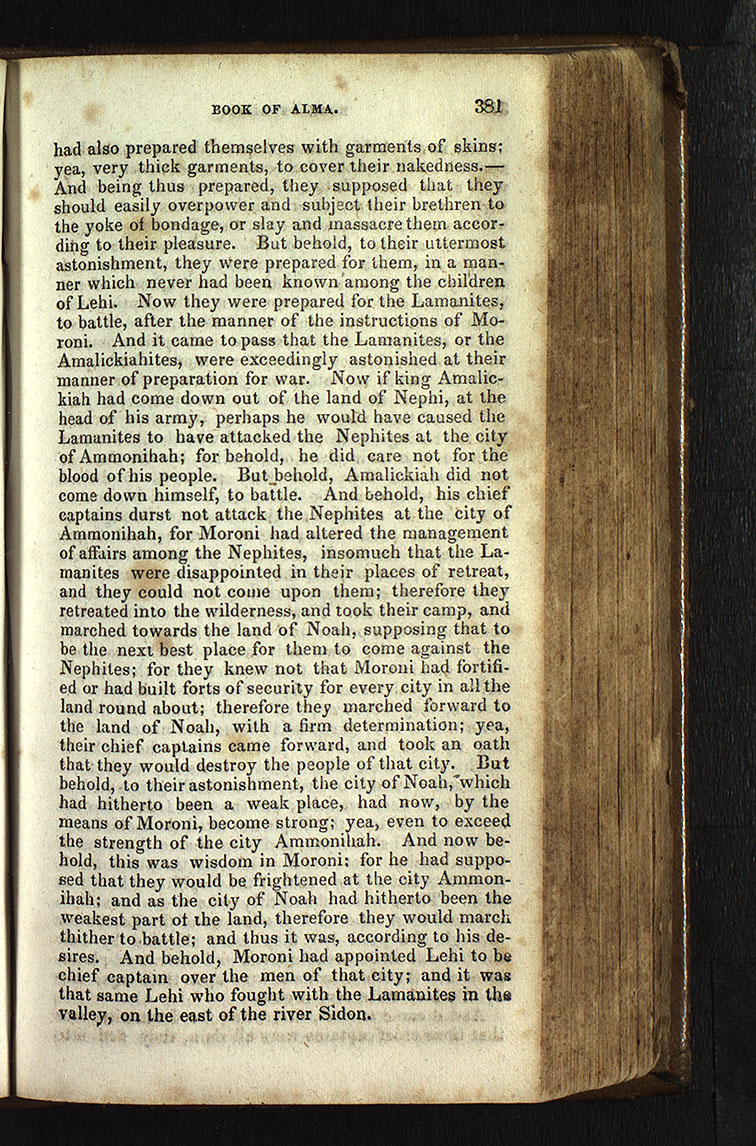 BOOK OF ALMA. 381
had also prepared themselves with garments of skins;
yea, very thick garments, to cover their nakedness.—
And being thus prepared, they supposed that they
should easily overpower and subject their brethren to
the yoke of bondage, or slay and massacre them accor-
ding to their pleasure. But behold, to their uttermost
astonishment, they were prepared for them, in a man-
ner which never had been known among the children
of Lehi. Now they were prepared for the Lamanites,
to battle, after the manner of the instructions of Mo-
roni. And it came to pass that the Lamanites, or the
Amalickiahites, were exceedingly astonished at their
manner of preparation for war. Now if king Amalic-
kiah had come down out of the land of Nephi, at the
head of his army, perhaps he would have caused the
Lamanites to have attacked the Nephites at the city
of Ammonihah; for behold, he did care not for the
blood of his people. But behold, Amalickiah did not
come down himself, to battle. And behold, his chief
captains durst not attack the Nephites at the city of
Ammonihah, for Moroni had altered the management
of affairs among the Nephites, insomuch that the La-
manites were disappointed in their places of retreat,
and they could not come upon them; therefore they
retreated into the wilderness, and took their camp, and
marched towards the land of Noah, supposing that to
be the next best place for them to come against the
Nephites; for they knew not that Moroni had fortifi-
ed or had built forts of security for every city in all the
land round about; therefore they marched forward to
the land of Noah, with a firm determination; yea,
their chief captains came forward, and took an oath
that they would destroy the people of that city. But
behold, to their astonishment, the city of Noah, which
had hitherto been a weak place, had now, by the
means of Moroni, become strong; yea, even to exceed
the strength of the city Ammonihah. And now be-
hold, this was wisdom in Moroni: for he had suppo-
sed that they would be frightened at the city Ammon-
ihah; and as the city of Noah had hitherto been the
weakest part of the land, therefore they would march
thither to battle; and thus it was, according to his de-
sires. And behold, Moroni had appointed Lehi to be
chief captain over the men of that city; and it was
that same Lehi who fought with the Lamanites in the
valley, on the east of the river Sidon.